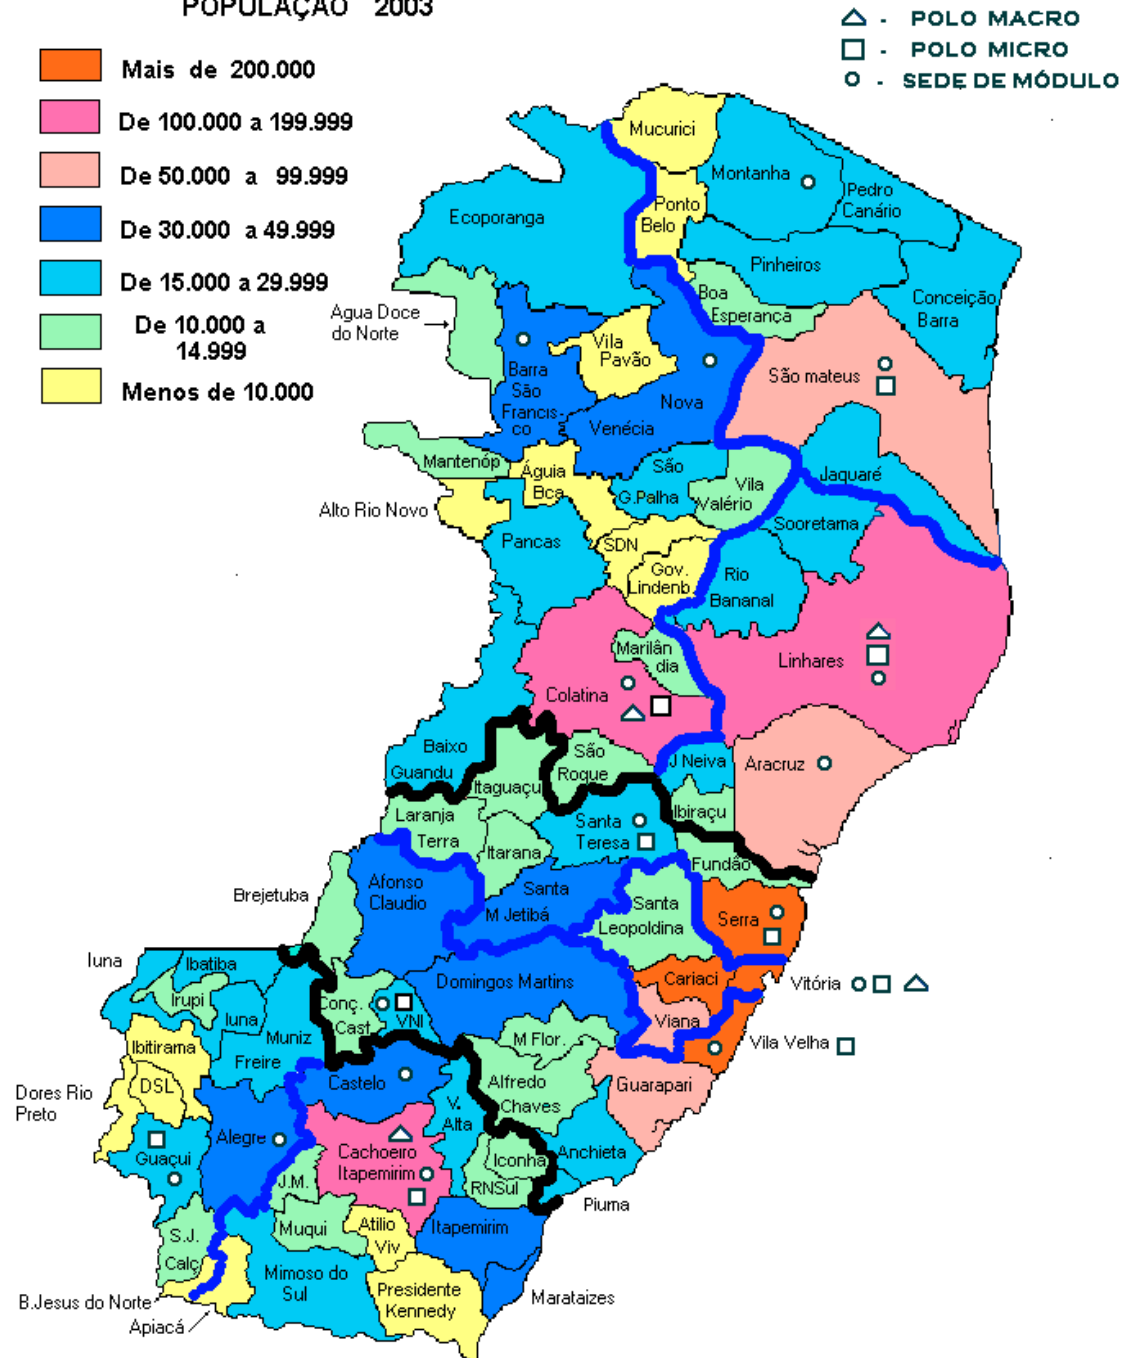 POPULAÇÃO 2003
△ - POLO MACRO
□ - POLO MICRO
○ - SEDE DE MÓDULO
Mais de 200.000
De 100.000 a 199.999
De 50.000 a 99.999
De 30.000 a 49.999
De 15.000 a 29.999
De 10.000 a
14.999
Menos de 10.000
Mucurici
Montanha
Pedro
Canário
Ponto
Belo
Ecoporanga
Pinheiros
Boa
Esperança
Conceição
Barra
Agua Doce
do Norte
Vila
Pavão
Barra
São
Francis-
co
Nova
Venécia
São mateus
Mantenóp
Águia
Bca
São
G.Palha
Vila
Valério
Jaquaré
Alto Rio Novo
Sooretama
Pancas
SDN
Gov.
Lindenb.
Rio
Bananal
Marilân
dia
Linhares
Colatina
Baixo
Guandu
São
Roque
J Neiva
Aracruz
Itaguaçu
Ibiraçu
Laranja
Terra
Santa
Teresa
Itarana
Fundão
Brejetuba
Afonso
Claudio
Santa
M Jetibá
Santa
Leopoldina
Serra
Iuna
Ibatiba
Irupi
Iuna
Domingos Martins
Cariaci
Vitória
Conç.
Cast
VNI
Viana
Muniz
Freire
M Flor.
Vila Velha
Ibitirama
DSL
Castelo
Alfredo
Chaves
Guarapari
Dores Rio
Preto
V.
Alta
Alegre
Guaçui
Cachoeiro
Itapemirim
Iconha
Anchieta
J.M.
RNSul
Piuma
S.J.
Calç
Muqui
Atilio
Viv
Itapemirim
Mimoso do
Sul
Presidente
Kennedy
Marataizes
B.Jesus do Norte
Apiacá